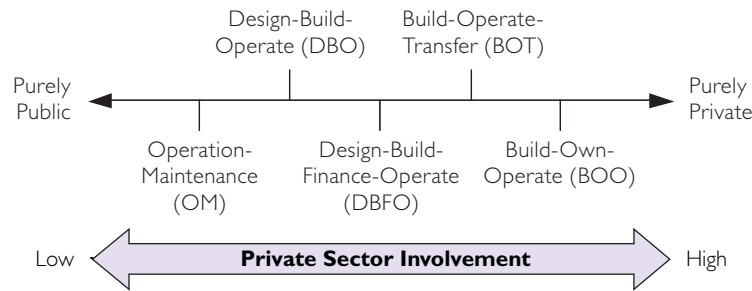 Design-Build-
Operate (DBO)
Build-Operate-
Transfer (BOT)
Purely
Public
Purely
Private
Operation-
Maintenance
(OM)
Design-Build-
Finance-Operate
(DBFO)
Build-Own-
Operate (BOO)
Low
Private Sector Involvement
High